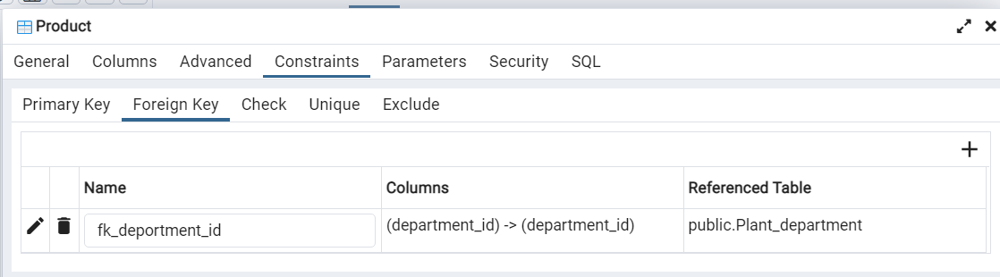 Product
General Columns Advanced Constraints Parameters Security SQL
Primary Key Foreign Key Check Unique Exclude
Name Columns Referenced Table
fk_deportment_id (department_id) -> (department_id) public.Plant_department